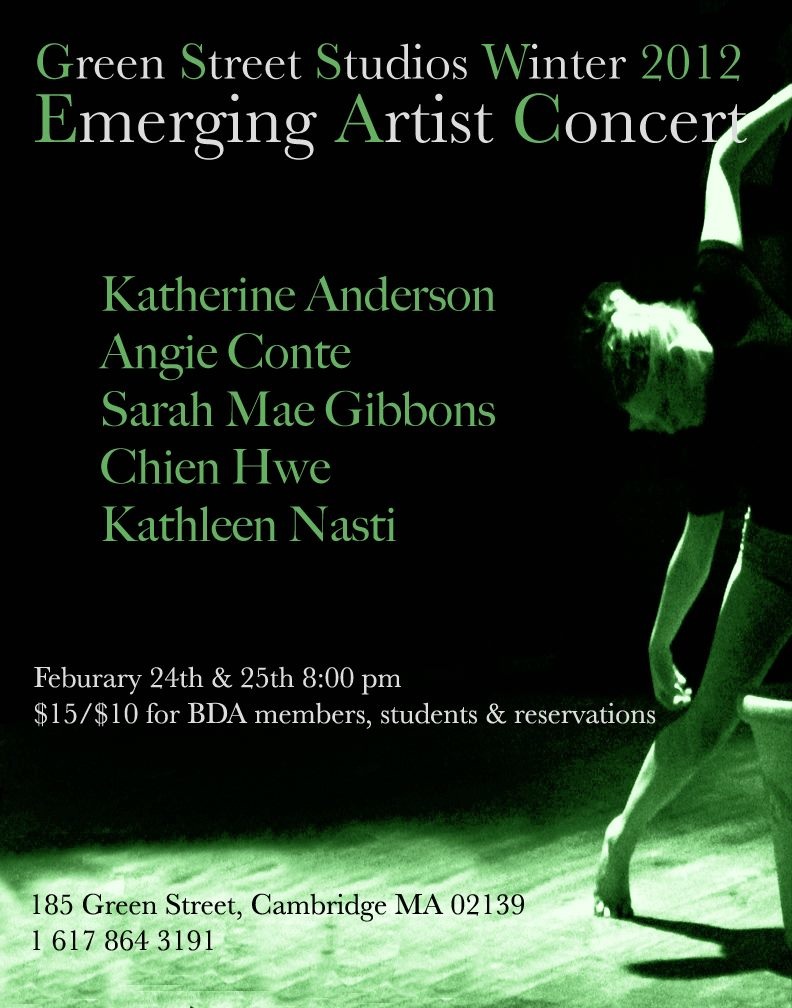 Green Street Studios Winter 2012
Emerging Artist Concert
Katherine Anderson
Angie Conte
Sarah Mae Gibbons
Chien Hwe
Kathleen Nasti
Feburary 24th & 25th 8:00 pm
$15/$10 for BDA members, students & reservations
185 Green Street, Cambridge MA 02139
1 617 864 3191